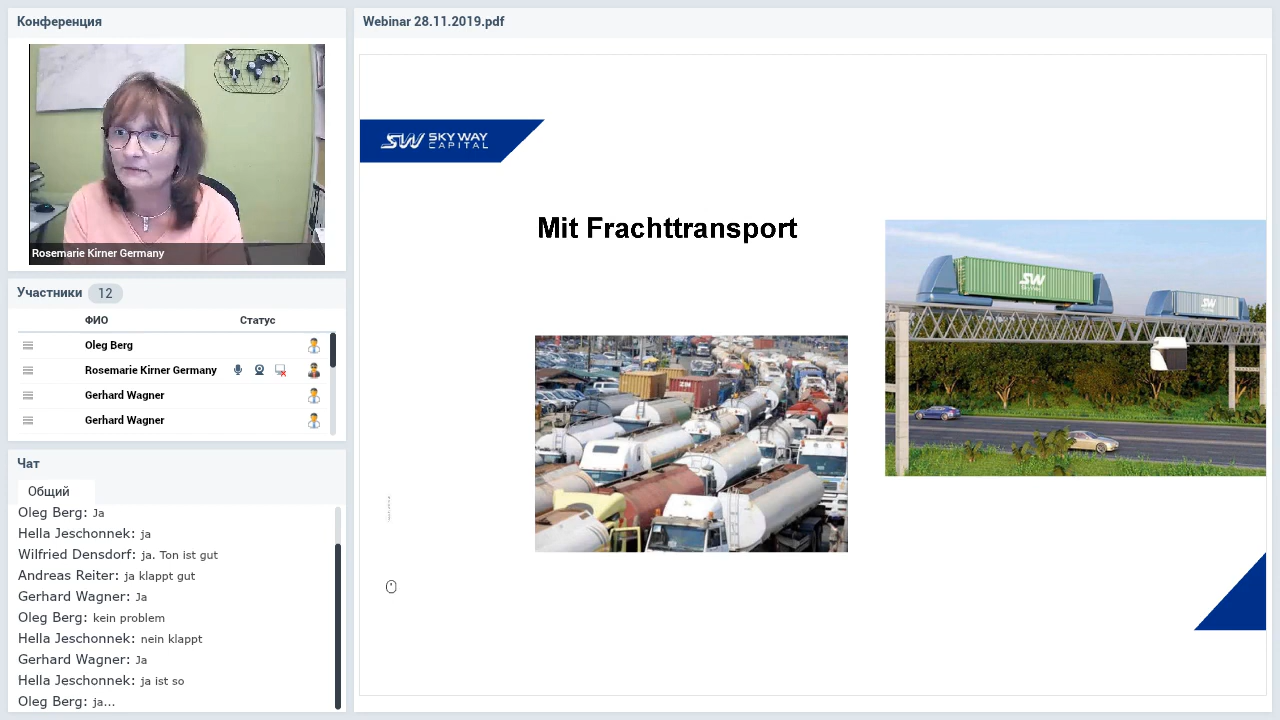 Конференция
Rosemarie Kirner Germany
Участники 12
ФИО Статус
Oleg Berg
Rosemarie Kirner Germany
Gerhard Wagner
Gerhard Wagner
Чат
Общий
Oleg Berg: Ja
Hella Jeschonnek: ja
Wilfried Densdorf: ja. Ton ist gut
Andreas Reiter: ja klappt gut
Gerhard Wagner: Ja
Oleg Berg: kein problem
Hella Jeschonnek: nein klappt
Gerhard Wagner: Ja
Hella Jeschonnek: ja ist so
Oleg Berg: ja...
Webinar 28.11.2019.pdf
SW SKY WAY
CAPITAL
Mit Frachttransport
SW
SW